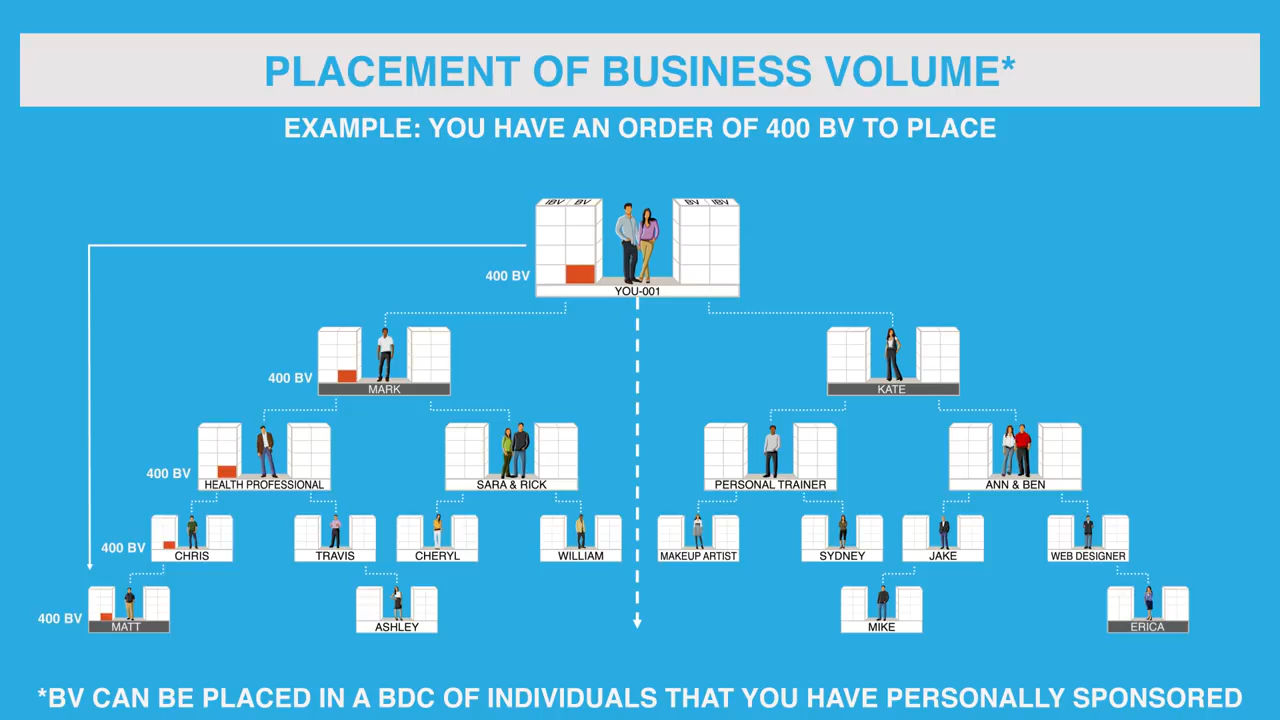 PLACEMENT OF BUSINESS VOLUME*
EXAMPLE: YOU HAVE AN ORDER OF 400 BV TO PLACE
IBV BV BV IBV
400 BV
YOU-001
400 BV
MARK
KATE
400 BV
HEALTH PROFESSIONAL
SARA & RICK
PERSONAL TRAINER
ANN & BEN
400 BV
CHRIS
TRAVIS
CHERYL
WILLIAM
MAKEUP ARTIST
SYDNEY
JAKE
WEB DESIGNER
400 BV
MATT
ASHLEY
MIKE
ERICA
*BV CAN BE PLACED IN A BDC OF INDIVIDUALS THAT YOU HAVE PERSONALLY SPONSORED